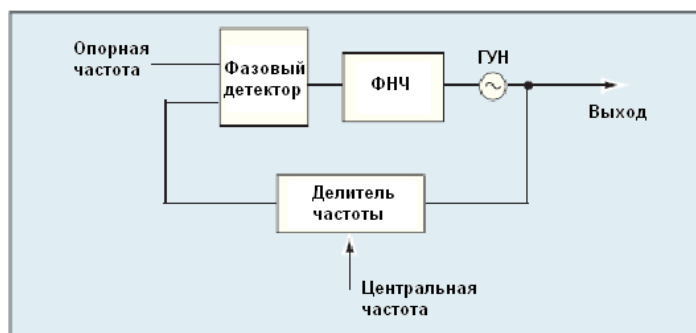 Опорная
частота
Фазовый
детектор
ФНЧ
ГУН
Выход
Делитель
частоты
Центральная
частота